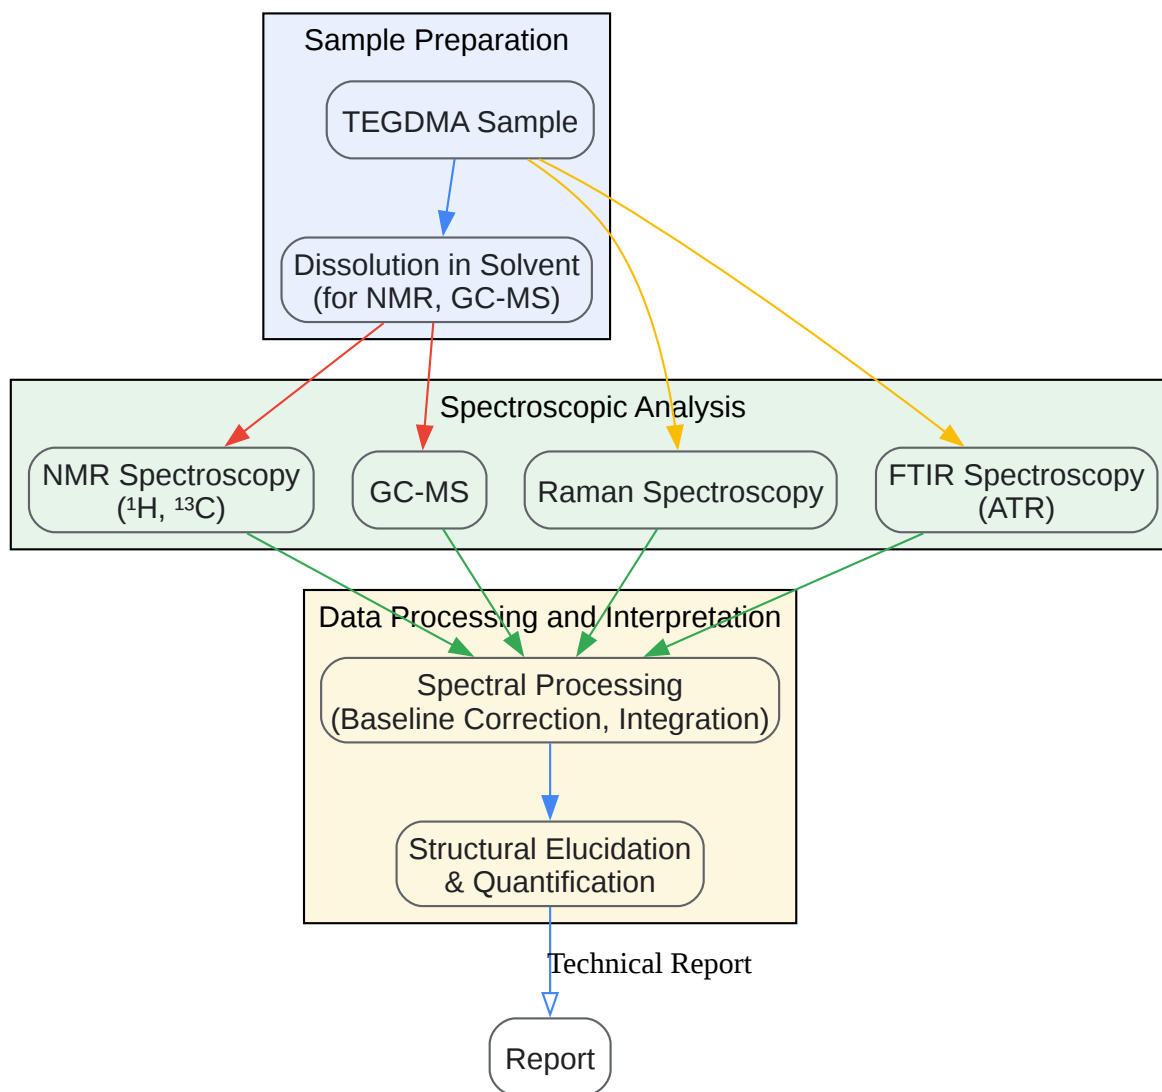 Sample Preparation
TEGDMA Sample
Dissolution in Solvent
(for NMR, GC-MS)
Spectroscopic Analysis
NMR Spectroscopy
(¹H, ¹³C)
GC-MS
Raman Spectroscopy
FTIR Spectroscopy
(ATR)
Data Processing and Interpretation
Spectral Processing
(Baseline Correction, Integration)
Structural Elucidation
& Quantification
Technical Report
Report